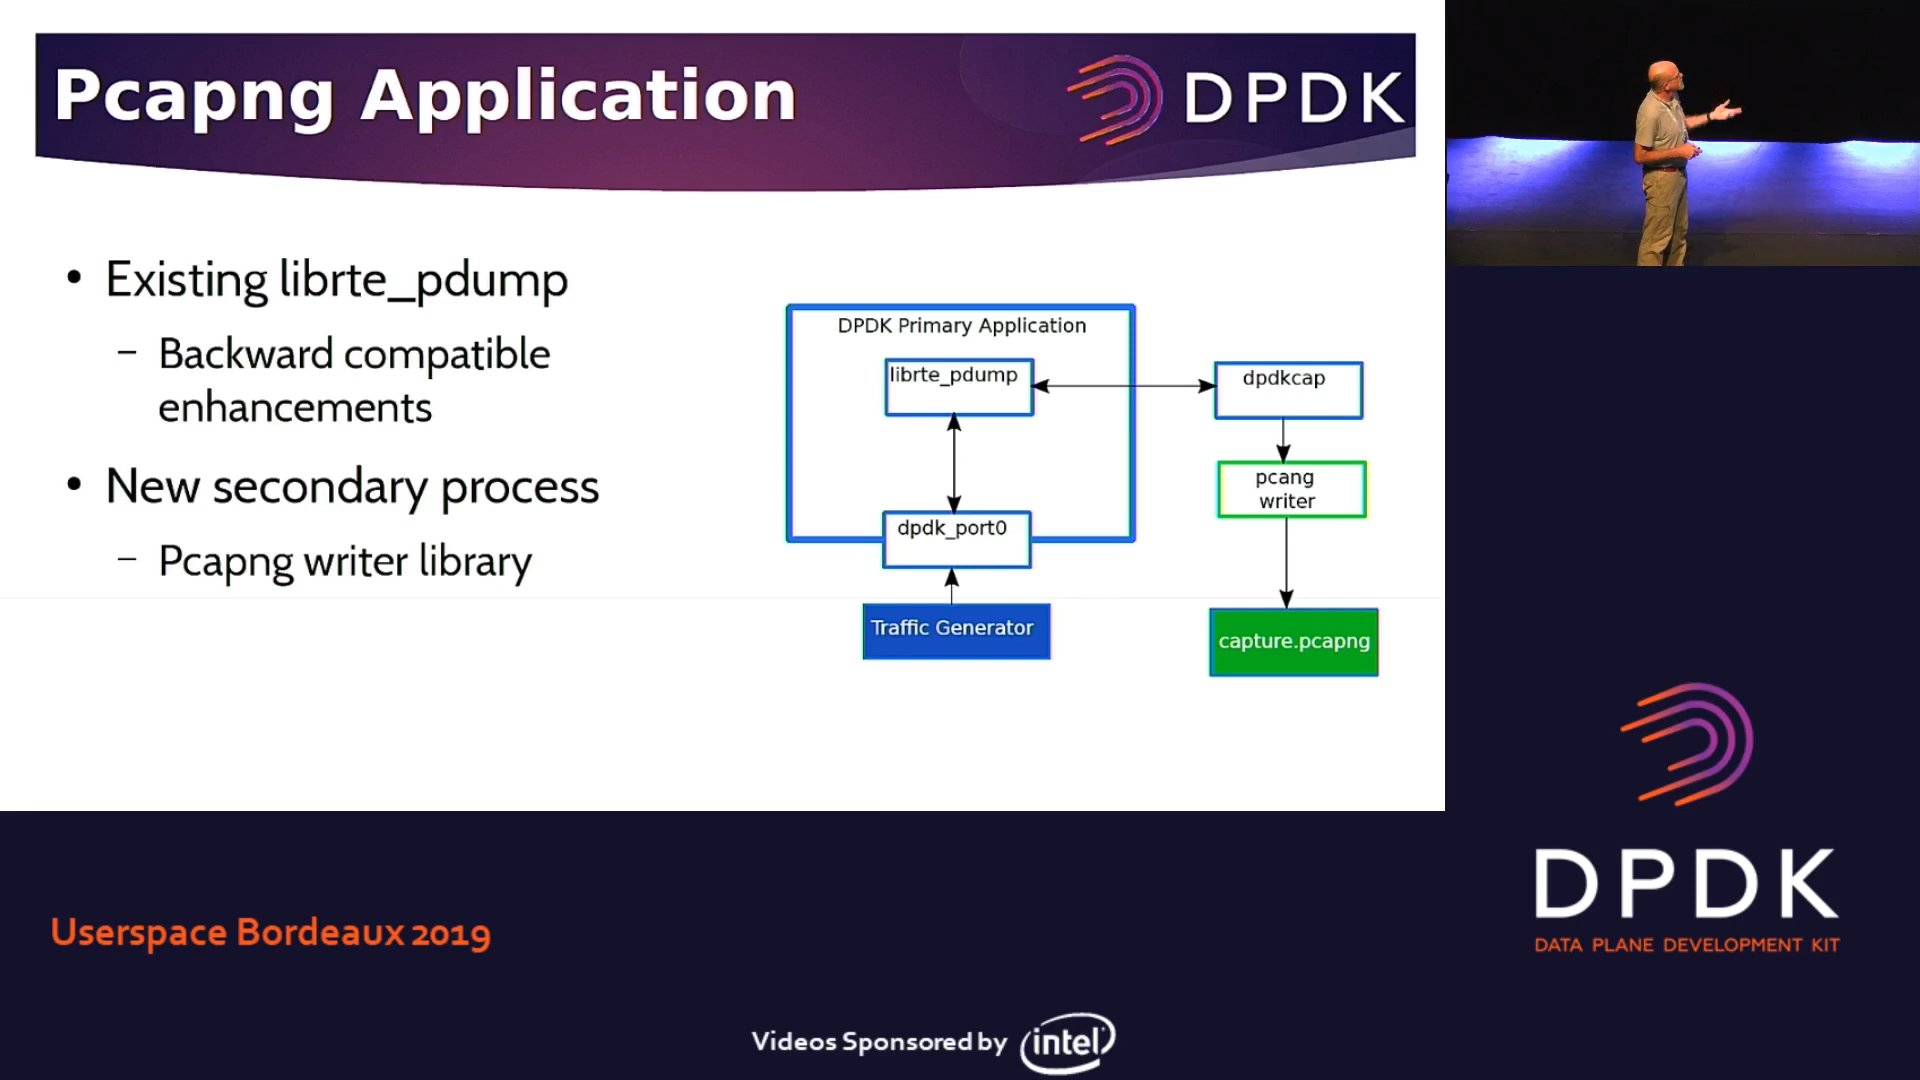 Pcapng Application
DPDK
• Existing librte_pdump
– Backward compatible
enhancements
• New secondary process
– Pcapng writer library
DPDK Primary Application
librte_pdump
dpdkcap
pcang
writer
dpdk_port0
Traffic Generator
capture.pcapng
DPDK
DATA PLANE DEVELOPMENT KIT
Userspace Bordeaux 2019
Videos Sponsored by
intel